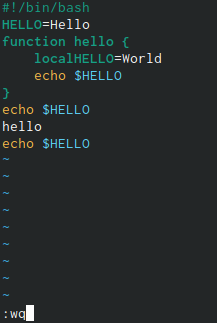 #!/bin/bash
HELLO=Hello
function hello {
    localHELLO=World
    echo $HELLO
}
echo $HELLO
hello
echo $HELLO
~
~
~
~
~
~
~
~
:wq